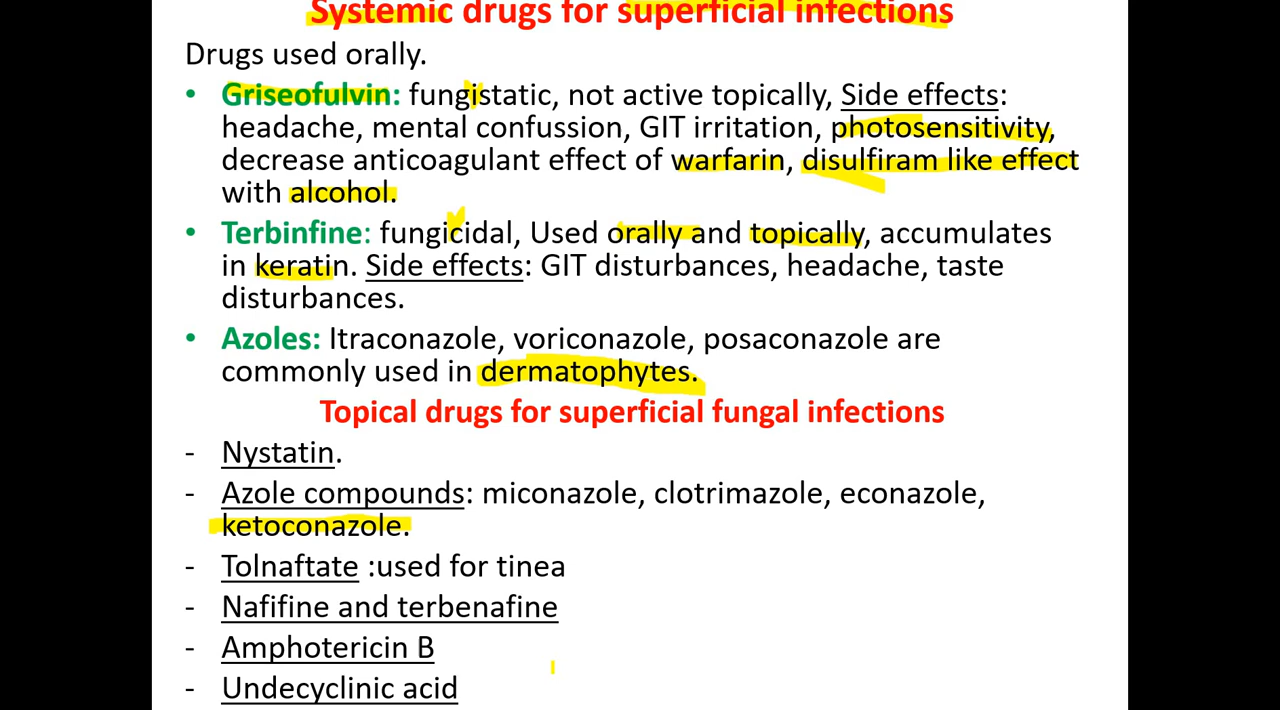 Systemic drugs for superficial infections
Drugs used orally.
• Griseofulvin: fungistatic, not active topically, Side effects:
headache, mental confussion, GIT irritation, photosensitivity,
decrease anticoagulant effect of warfarin, disulfiram like effect
with alcohol.
• Terbinfine: fungicidal, Used orally and topically, accumulates
in keratin. Side effects: GIT disturbances, headache, taste
disturbances.
• Azoles: Itraconazole, voriconazole, posaconazole are
commonly used in dermatophytes.
Topical drugs for superficial fungal infections
- Nystatin.
- Azole compounds: miconazole, clotrimazole, econazole,
ketoconazole.
- Tolnaftate :used for tinea
- Nafifine and terbenafine
- Amphotericin B
- Undecyclinic acid